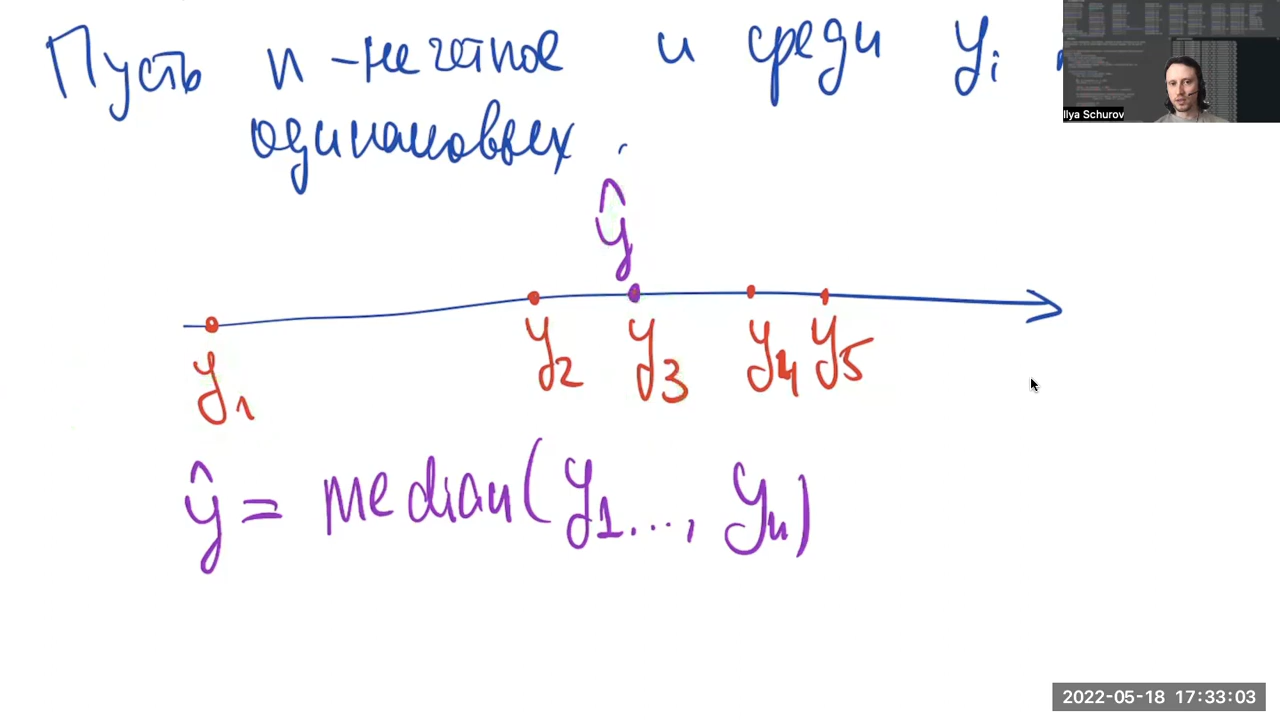 Пусть n - нечетное и среди yᵢ
одинаковых.
ŷ
y₁ y₂ y₃ y₄ y₅
ŷ = median(y₁..., yₙ)
Ilya Schurov
2022-05-18 17:33:03